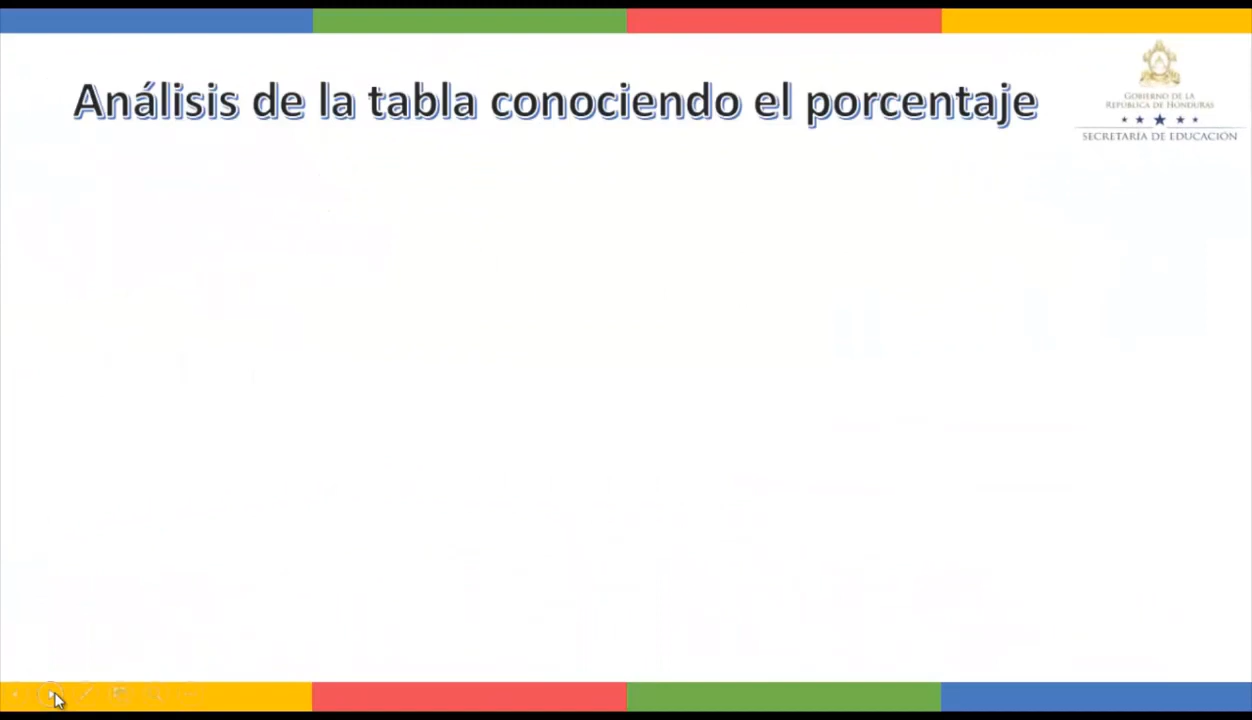 Análisis de la tabla conociendo el porcentaje
GOBIERNO DE LA
REPÚBLICA DE HONDURAS
SECRETARÍA DE EDUCACIÓN